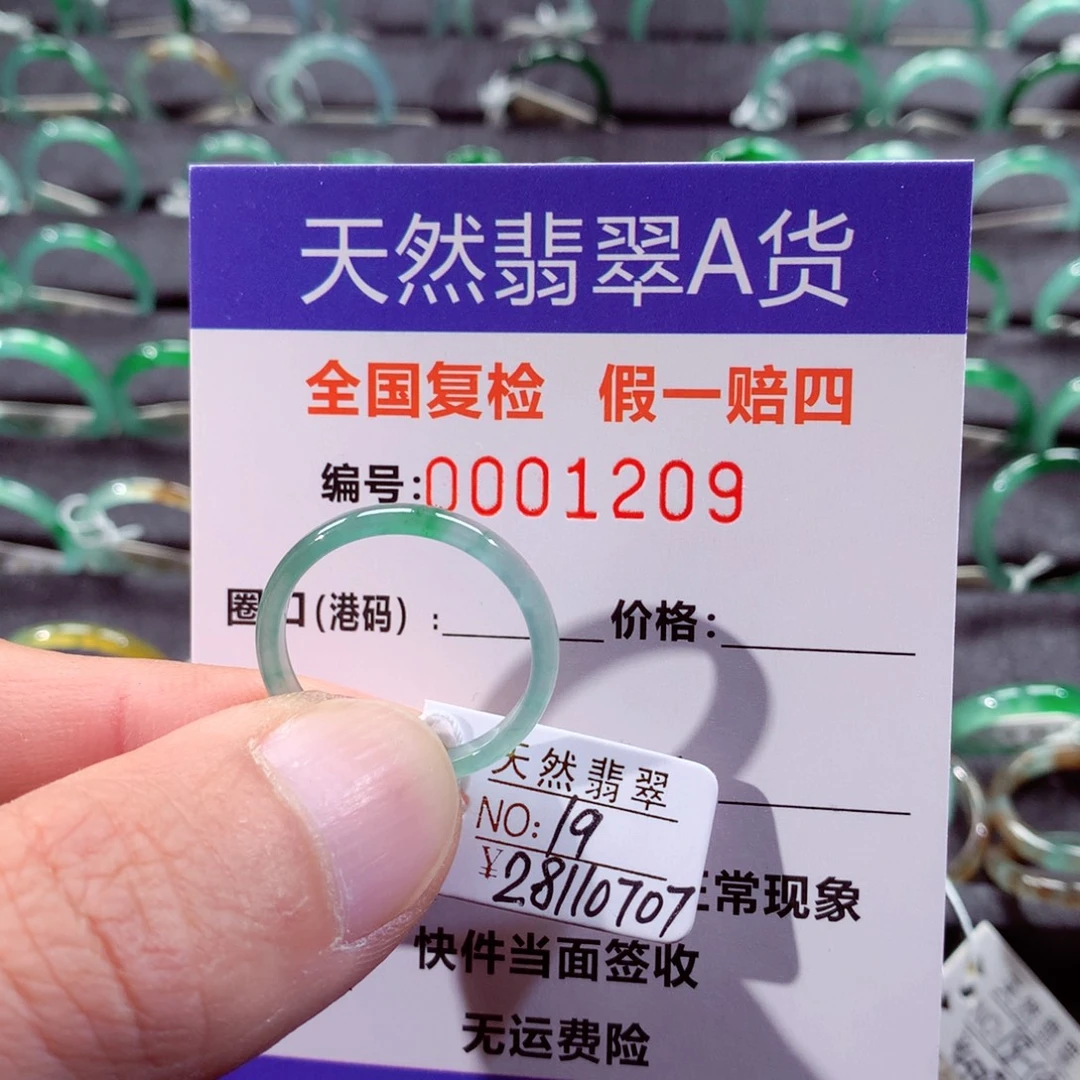 天然翡翠A货
全国复检 假一赔四
编号:0001209
圈口(港码):
价格:
天然翡翠
NO: 19
¥28110707
正常现象
快件当面签收
无运费险